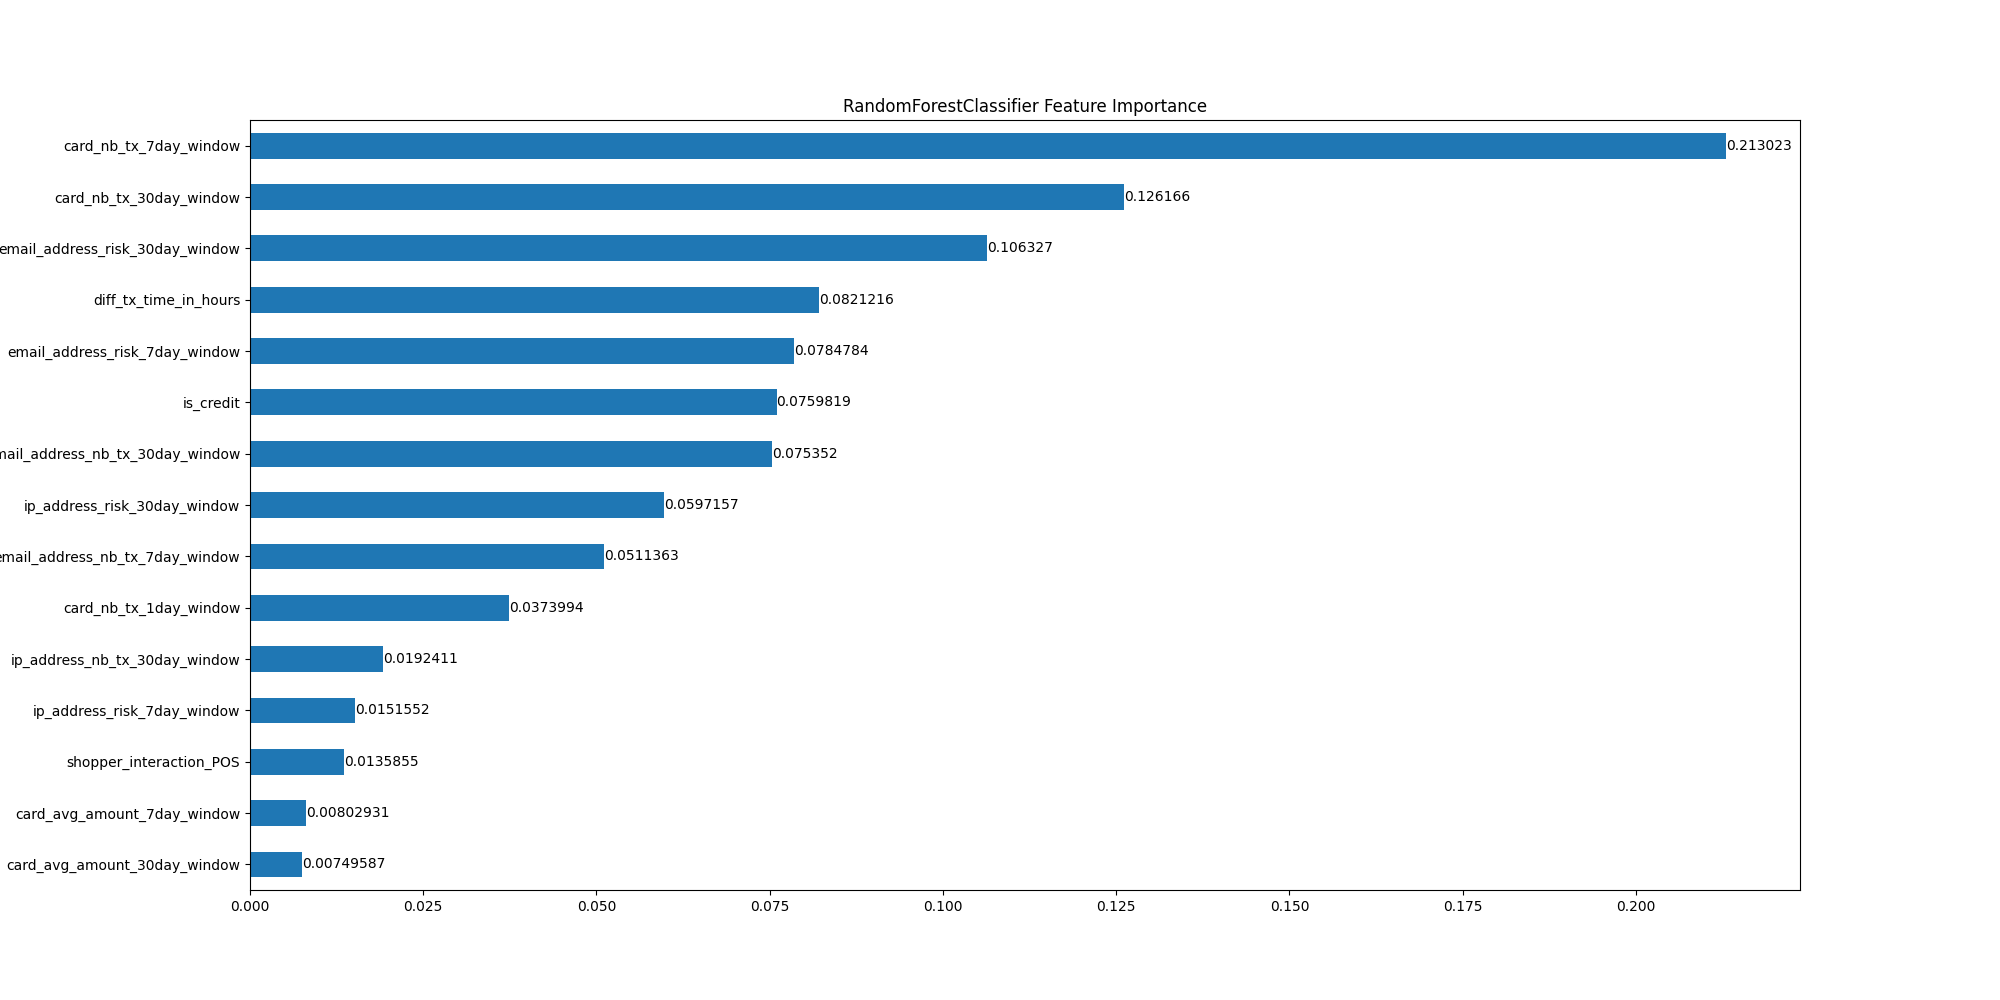 RandomForestClassifier Feature Importance
card_nb_tx_7day_window 0.213023
card_nb_tx_30day_window 0.126166
email_address_risk_30day_window 0.106327
diff_tx_time_in_hours 0.0821216
email_address_risk_7day_window 0.0784784
is_credit 0.0759819
mail_address_nb_tx_30day_window 0.075352
ip_address_risk_30day_window 0.0597157
email_address_nb_tx_7day_window 0.0511363
card_nb_tx_1day_window 0.0373994
ip_address_nb_tx_30day_window 0.0192411
ip_address_risk_7day_window 0.0151552
shopper_interaction_POS 0.0135855
card_avg_amount_7day_window 0.00802931
card_avg_amount_30day_window 0.00749587
0.000 0.025 0.050 0.075 0.100 0.125 0.150 0.175 0.200